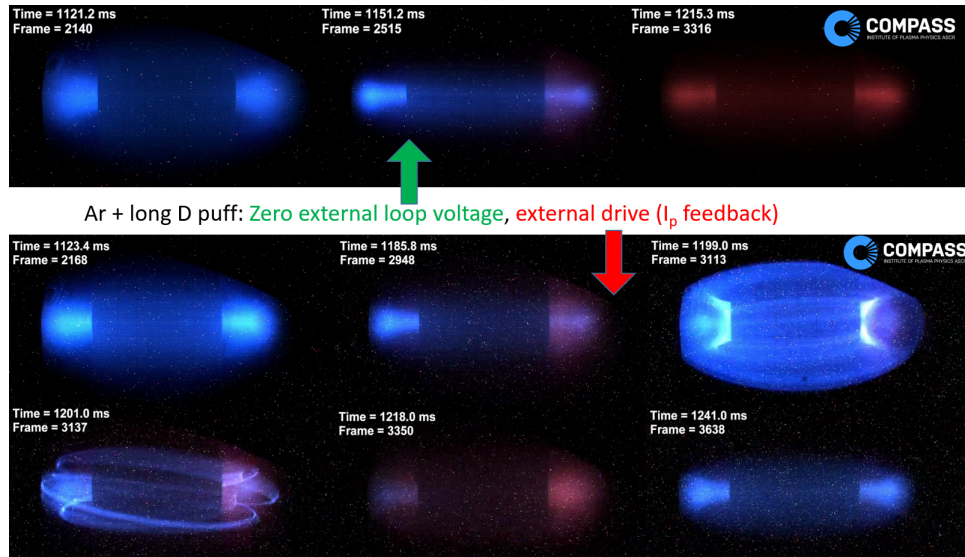 Time = 1121.2 ms
Frame = 2140
Time = 1151.2 ms
Frame = 2515
Time = 1215.3 ms
Frame = 3316
COMPASS
INSTITUTE OF PLASMA PHYSICS ASCR
Ar + long D puff: Zero external loop voltage, external drive (Ip feedback)
Time = 1123.4 ms
Frame = 2168
Time = 1185.8 ms
Frame = 2948
Time = 1199.0 ms
Frame = 3113
COMPASS
INSTITUTE OF PLASMA PHYSICS ASCR
Time = 1201.0 ms
Frame = 3137
Time = 1218.0 ms
Frame = 3350
Time = 1241.0 ms
Frame = 3638